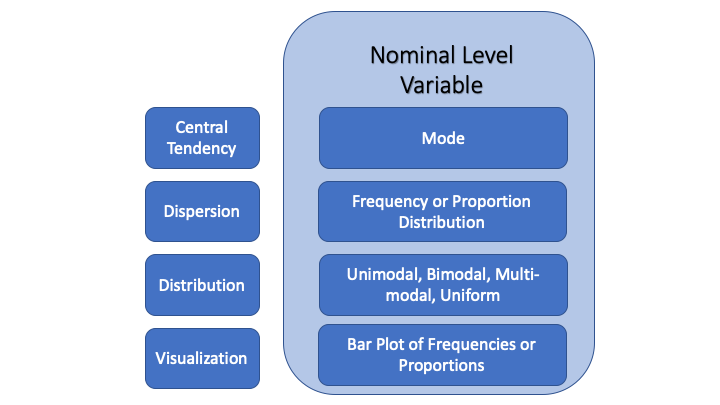 Nominal Level
Variable
Central
Tendency
Mode
Dispersion
Frequency or Proportion
Distribution
Distribution
Unimodal, Bimodal, Multi-
modal, Uniform
Visualization
Bar Plot of Frequencies or
Proportions